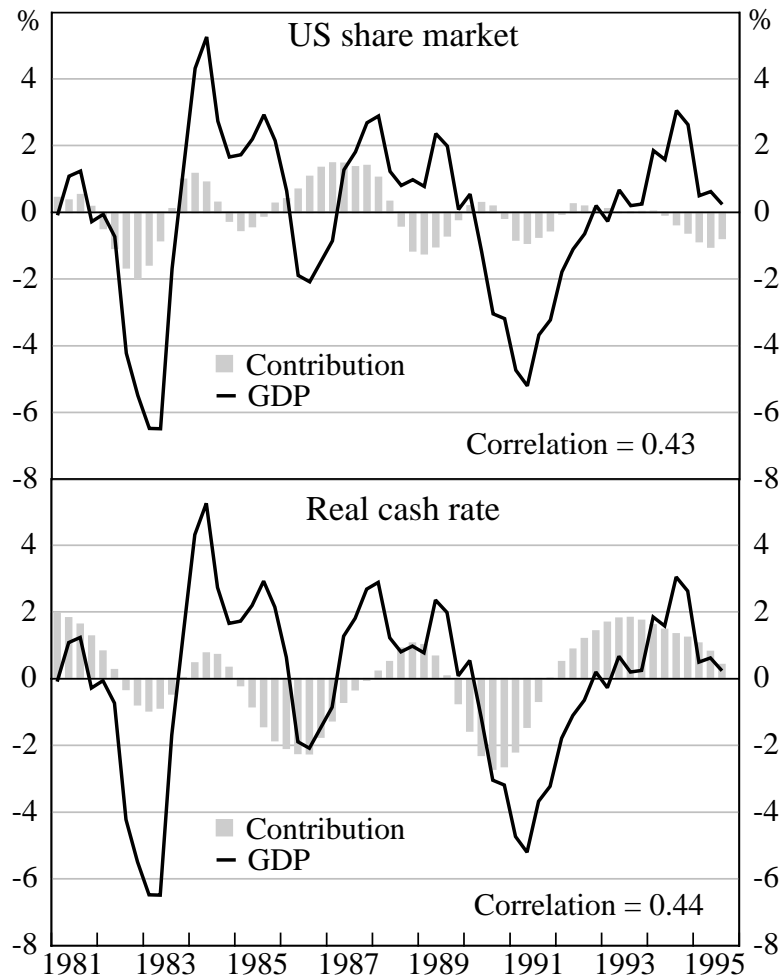 % US share market %
4 4
2 2
0 0
-2 -2
-4 -4
Contribution
GDP
-6 -6
Correlation = 0.43
-8 -8
Real cash rate
4 4
2 2
0 0
-2 -2
-4 -4
Contribution
GDP
-6 -6
Correlation = 0.44
-8 -8
1981 1983 1985 1987 1989 1991 1993 1995